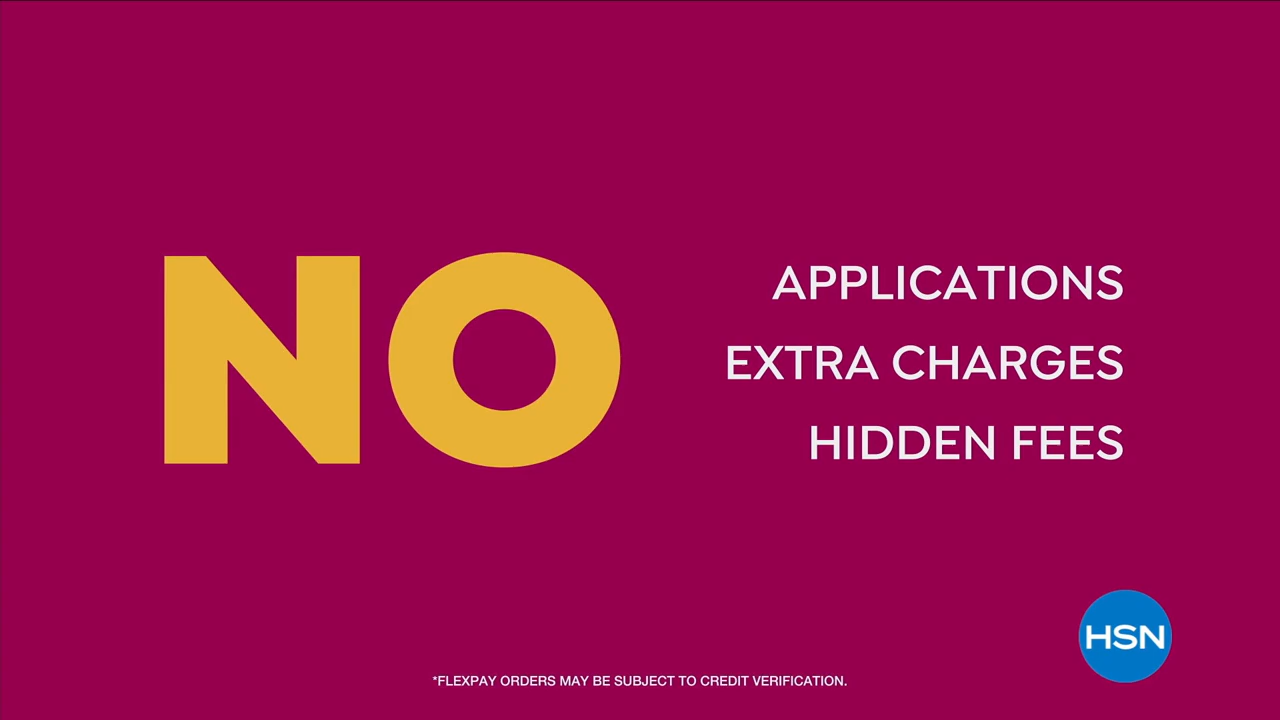 NO
APPLICATIONS
EXTRA CHARGES
HIDDEN FEES
HSN
*FLEXPAY ORDERS MAY BE SUBJECT TO CREDIT VERIFICATION.